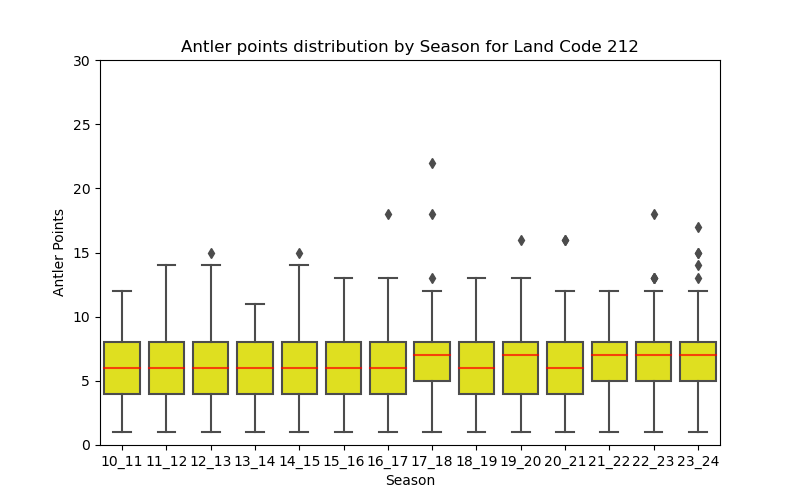 Antler points distribution by Season for Land Code 212
30
25
20
15
10
5
0
Antler Points
10_11 11_12 12_13 13_14 14_15 15_16 16_17 17_18 18_19 19_20 20_21 21_22 22_23 23_24
Season